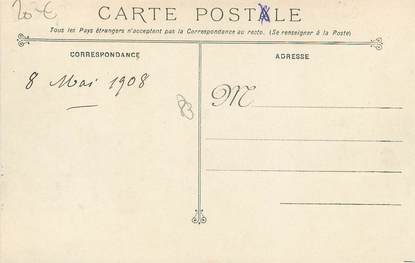 20 €
CARTE POSTALE
Tous les Pays étrangers n'acceptent pas la Correspondance au recto. (Se renseigner à la Poste)
CORRESPONDANCE
ADRESSE
8 Mai 1908
83
M